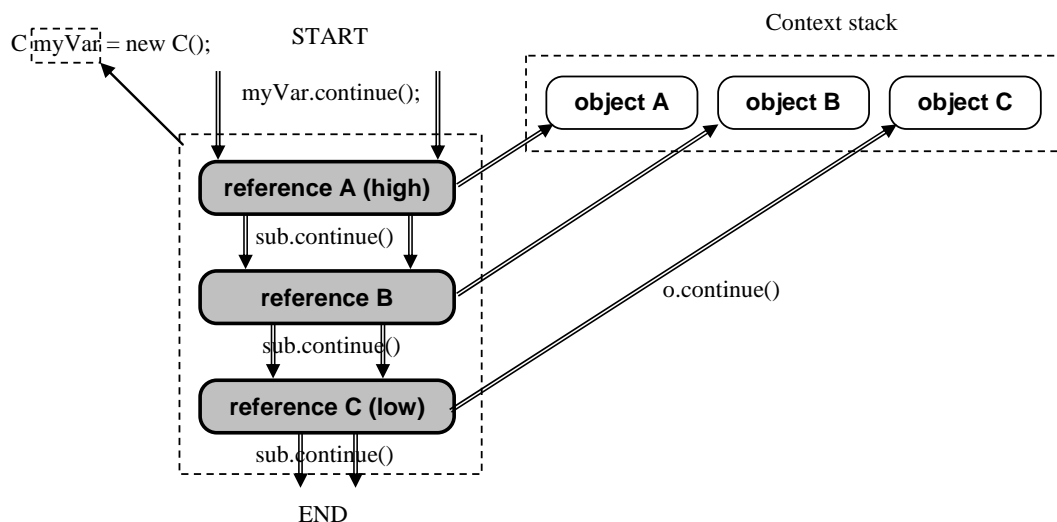 Context stack
START
C myVar = new C();
myVar.continue();
object A
object B
object C
reference A (high)
sub.continue()
reference B
o.continue()
sub.continue()
reference C (low)
sub.continue()
END